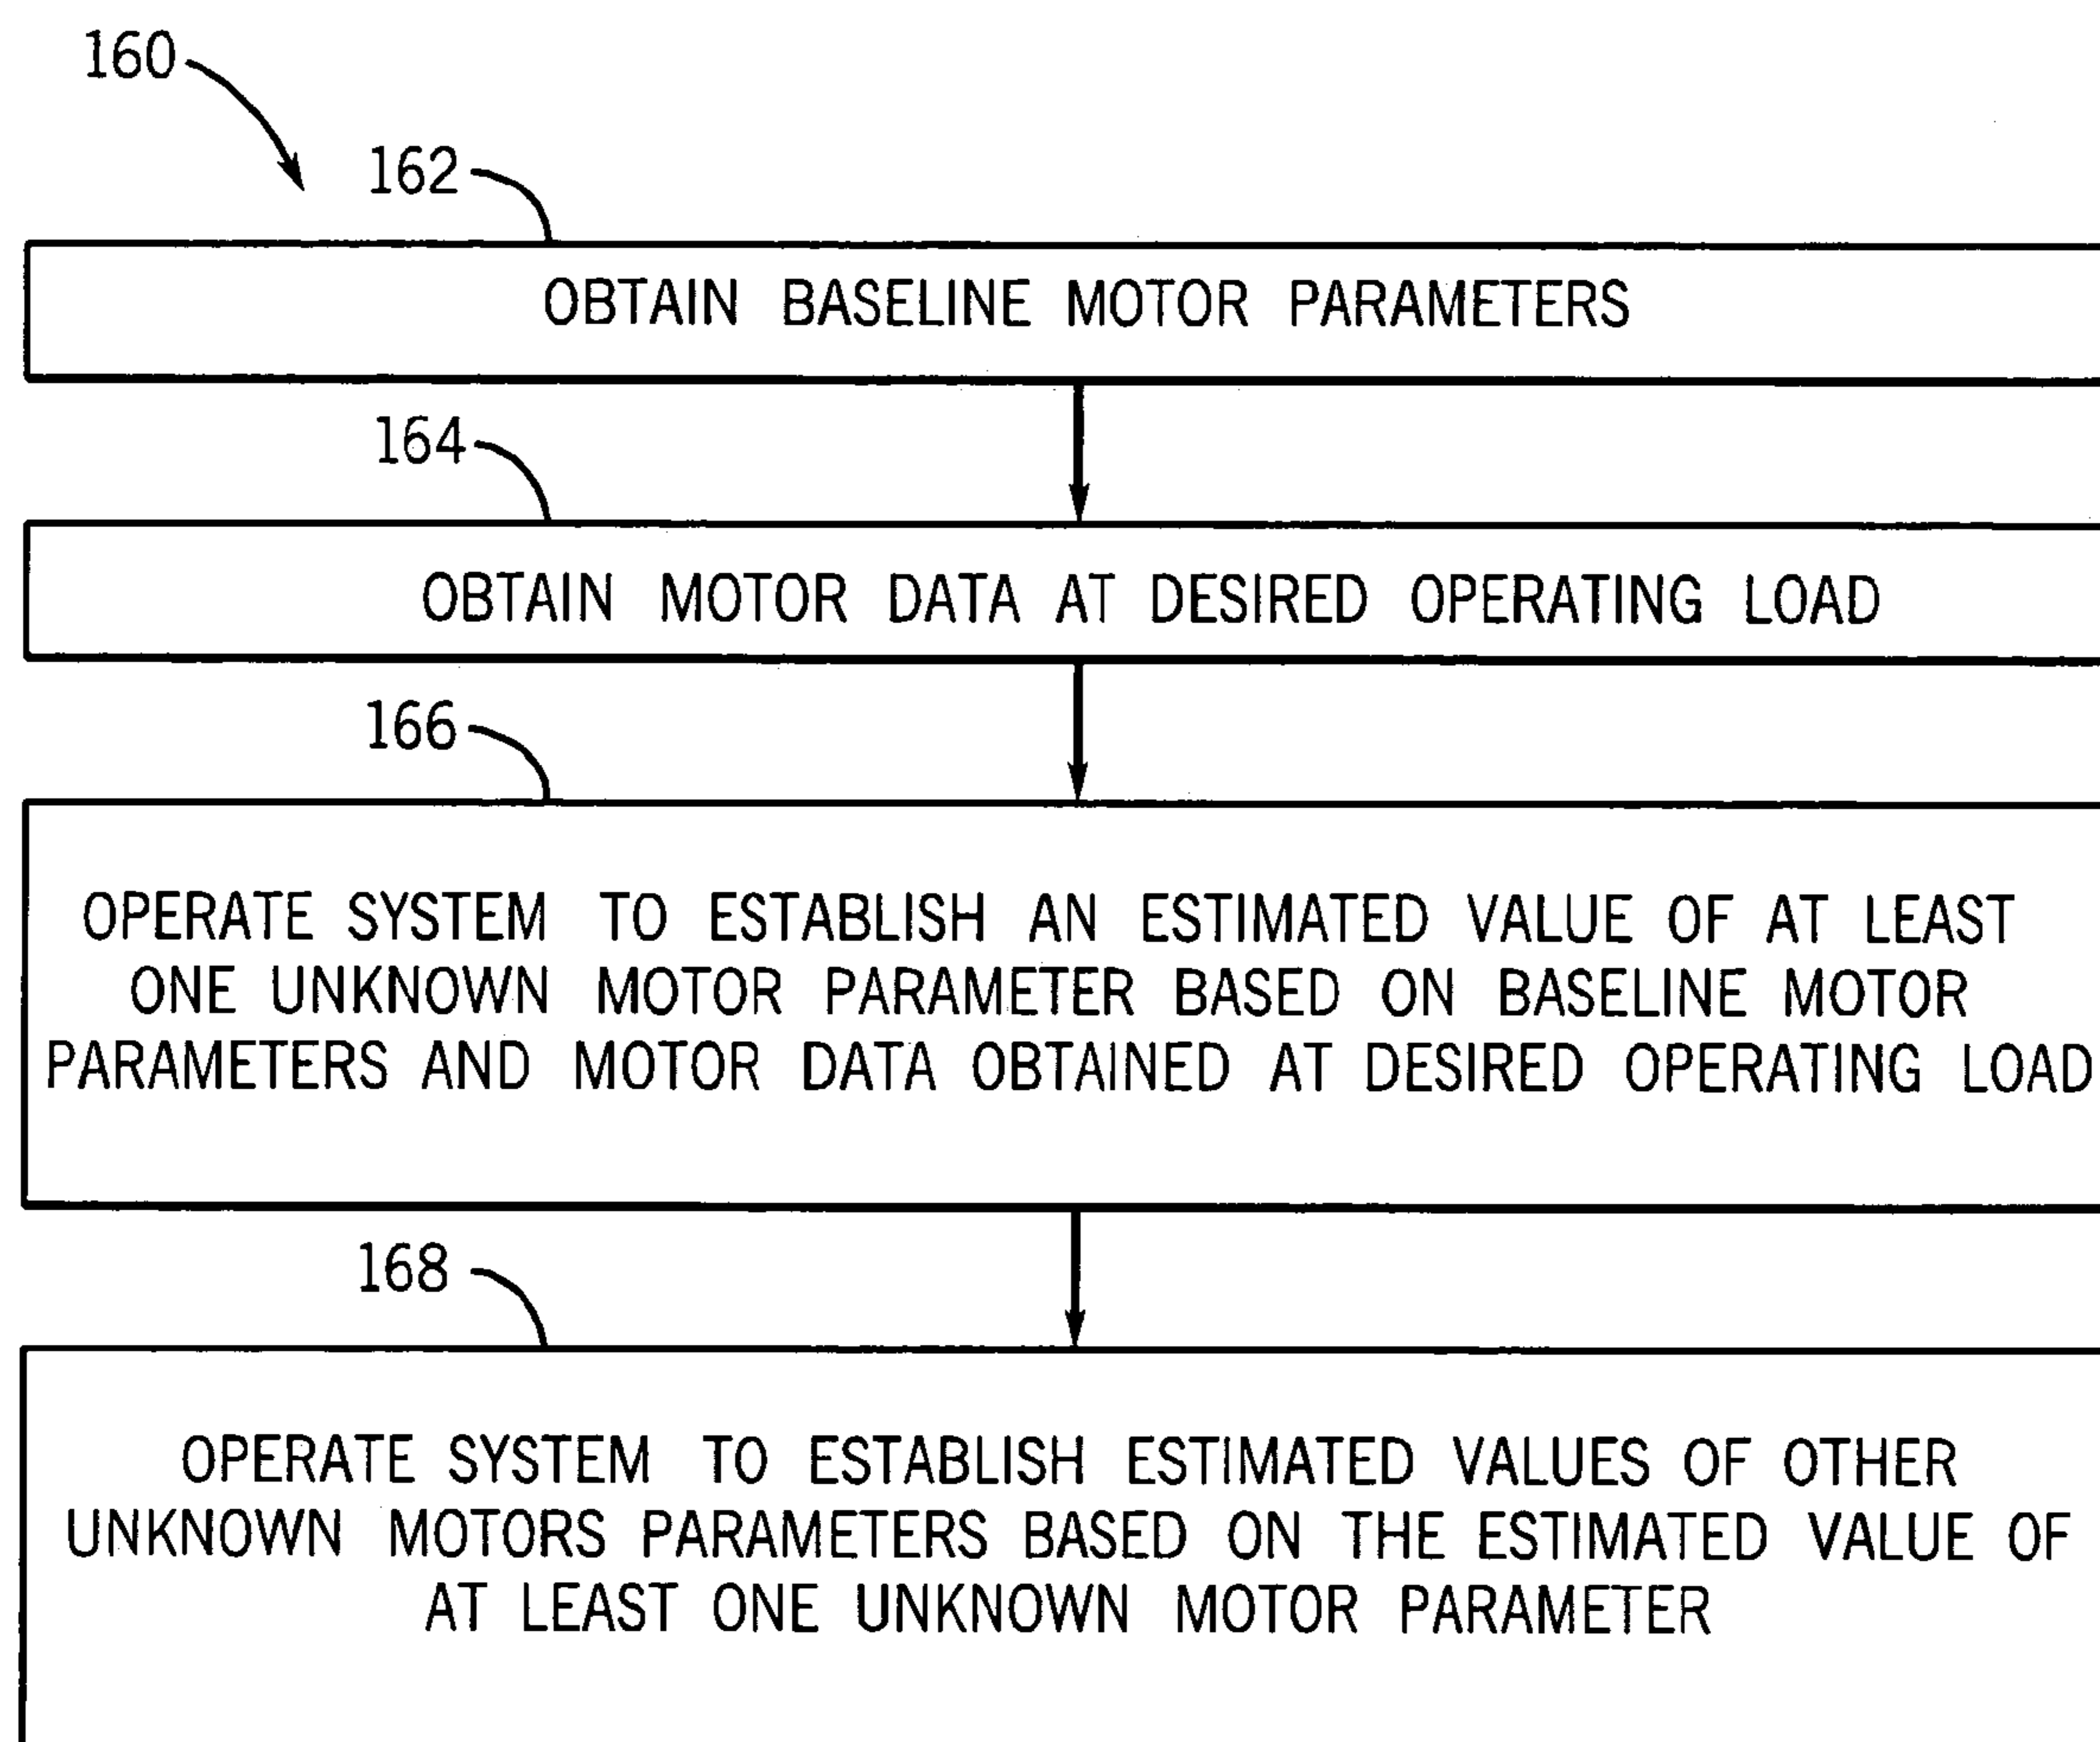 160
162
OBTAIN BASELINE MOTOR PARAMETERS
164
OBTAIN MOTOR DATA AT DESIRED OPERATING LOAD
166
OPERATE SYSTEM TO ESTABLISH AN ESTIMATED VALUE OF AT LEAST
ONE UNKNOWN MOTOR PARAMETER BASED ON BASELINE MOTOR
PARAMETERS AND MOTOR DATA OBTAINED AT DESIRED OPERATING LOAD
168
OPERATE SYSTEM TO ESTABLISH ESTIMATED VALUES OF OTHER
UNKNOWN MOTORS PARAMETERS BASED ON THE ESTIMATED VALUE OF
AT LEAST ONE UNKNOWN MOTOR PARAMETER